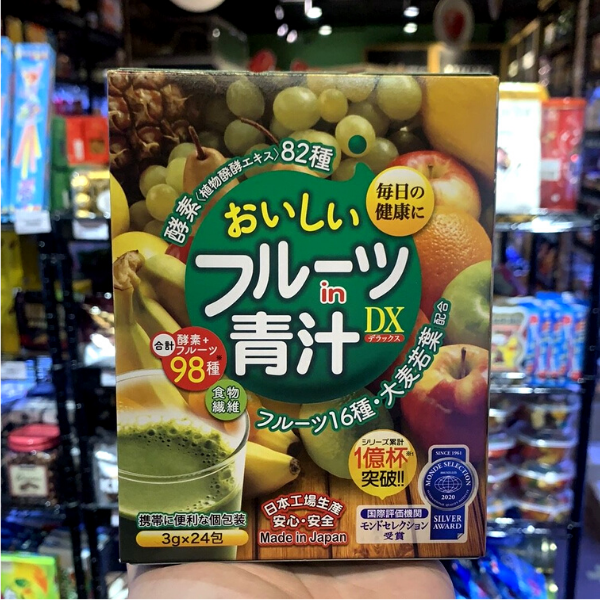 酵素〈植物醗酵エキス〉82種
毎日の
健康に
おいしい
フルーツ
in
青汁
DX
デラックス
合計
酵素+
フルーツ
98種
食物
繊維
フルーツ16種・大麦若葉配合
シリーズ累計
1億杯
突破!!
SINCE 1961
MONDE SELECTION
2020
SILVER
AWARD
国際評価機関
モンドセレクション
受賞
日本工場生産
安心・安全
Made in Japan
携帯に便利な個包装
3g×24包